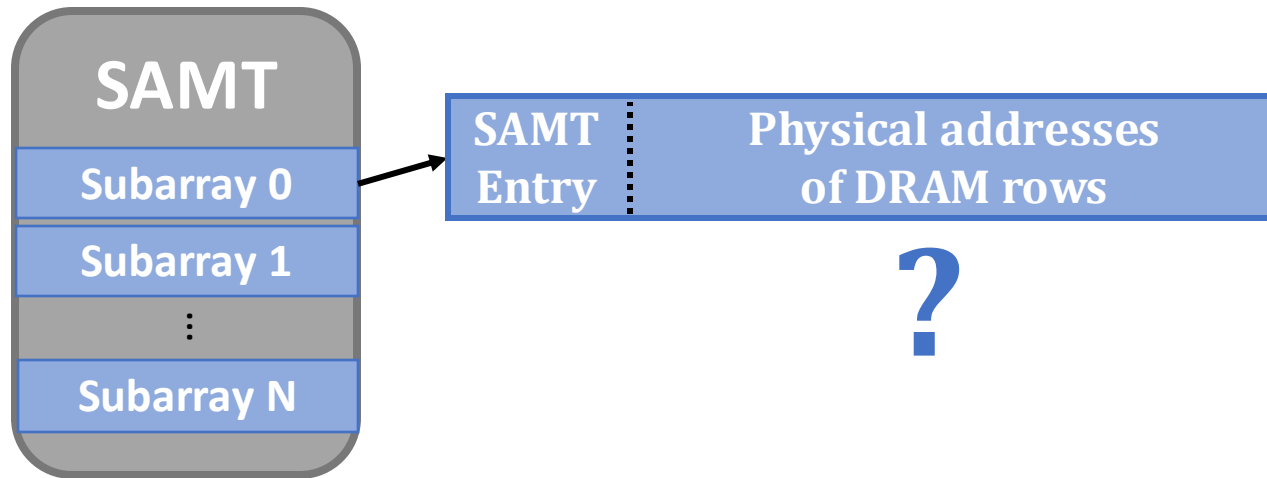 SAMT
Subarray 0
Subarray 1
⋮
Subarray N
SAMT
Entry
Physical addresses
of DRAM rows
?